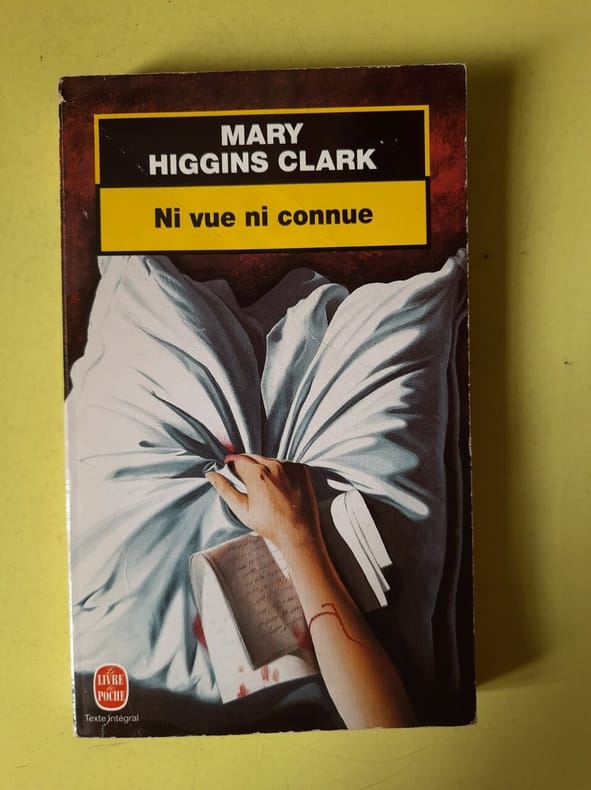 MARY
HIGGINS CLARK
Ni vue ni connue
Le
LIVRE
de
POCHE
Texte intégral